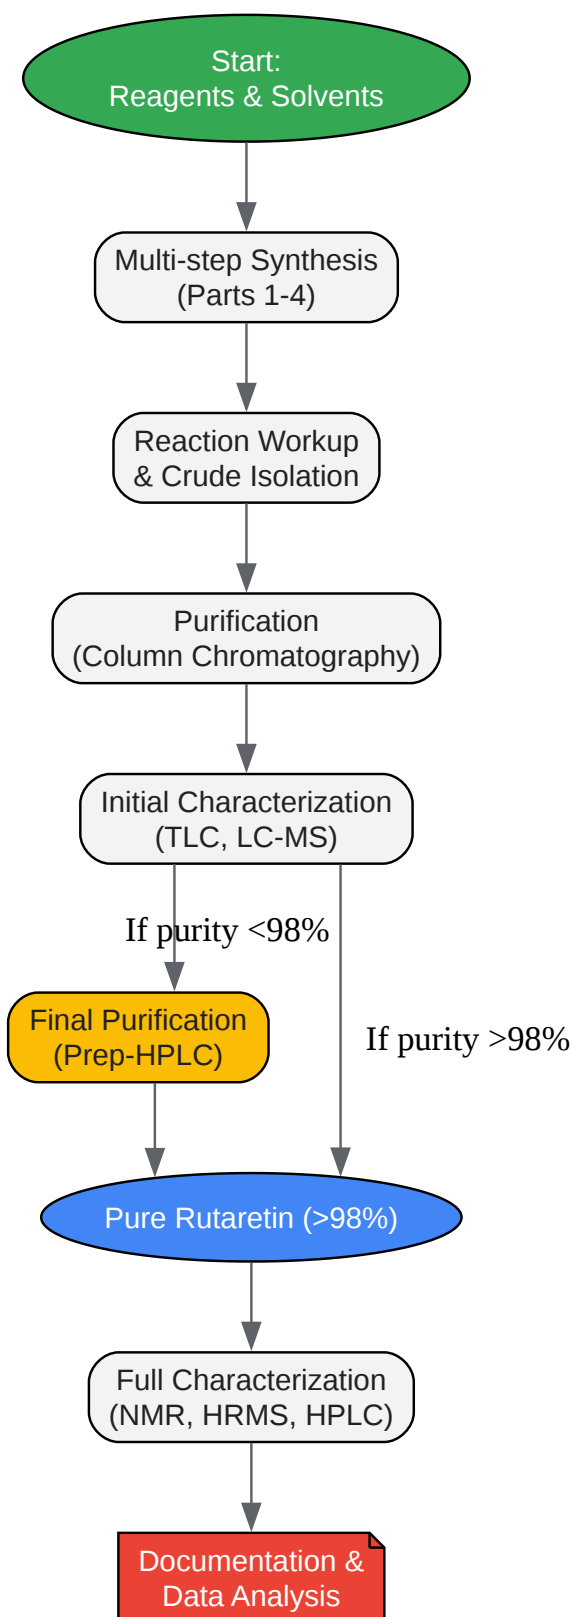 Start:
Reagents & Solvents
Multi-step Synthesis
(Parts 1-4)
Reaction Workup
& Crude Isolation
Purification
(Column Chromatography)
Initial Characterization
(TLC, LC-MS)
If purity <98%
Final Purification
(Prep-HPLC)
If purity >98%
Pure Rutaretin (>98%)
Full Characterization
(NMR, HRMS, HPLC)
Documentation &
Data Analysis